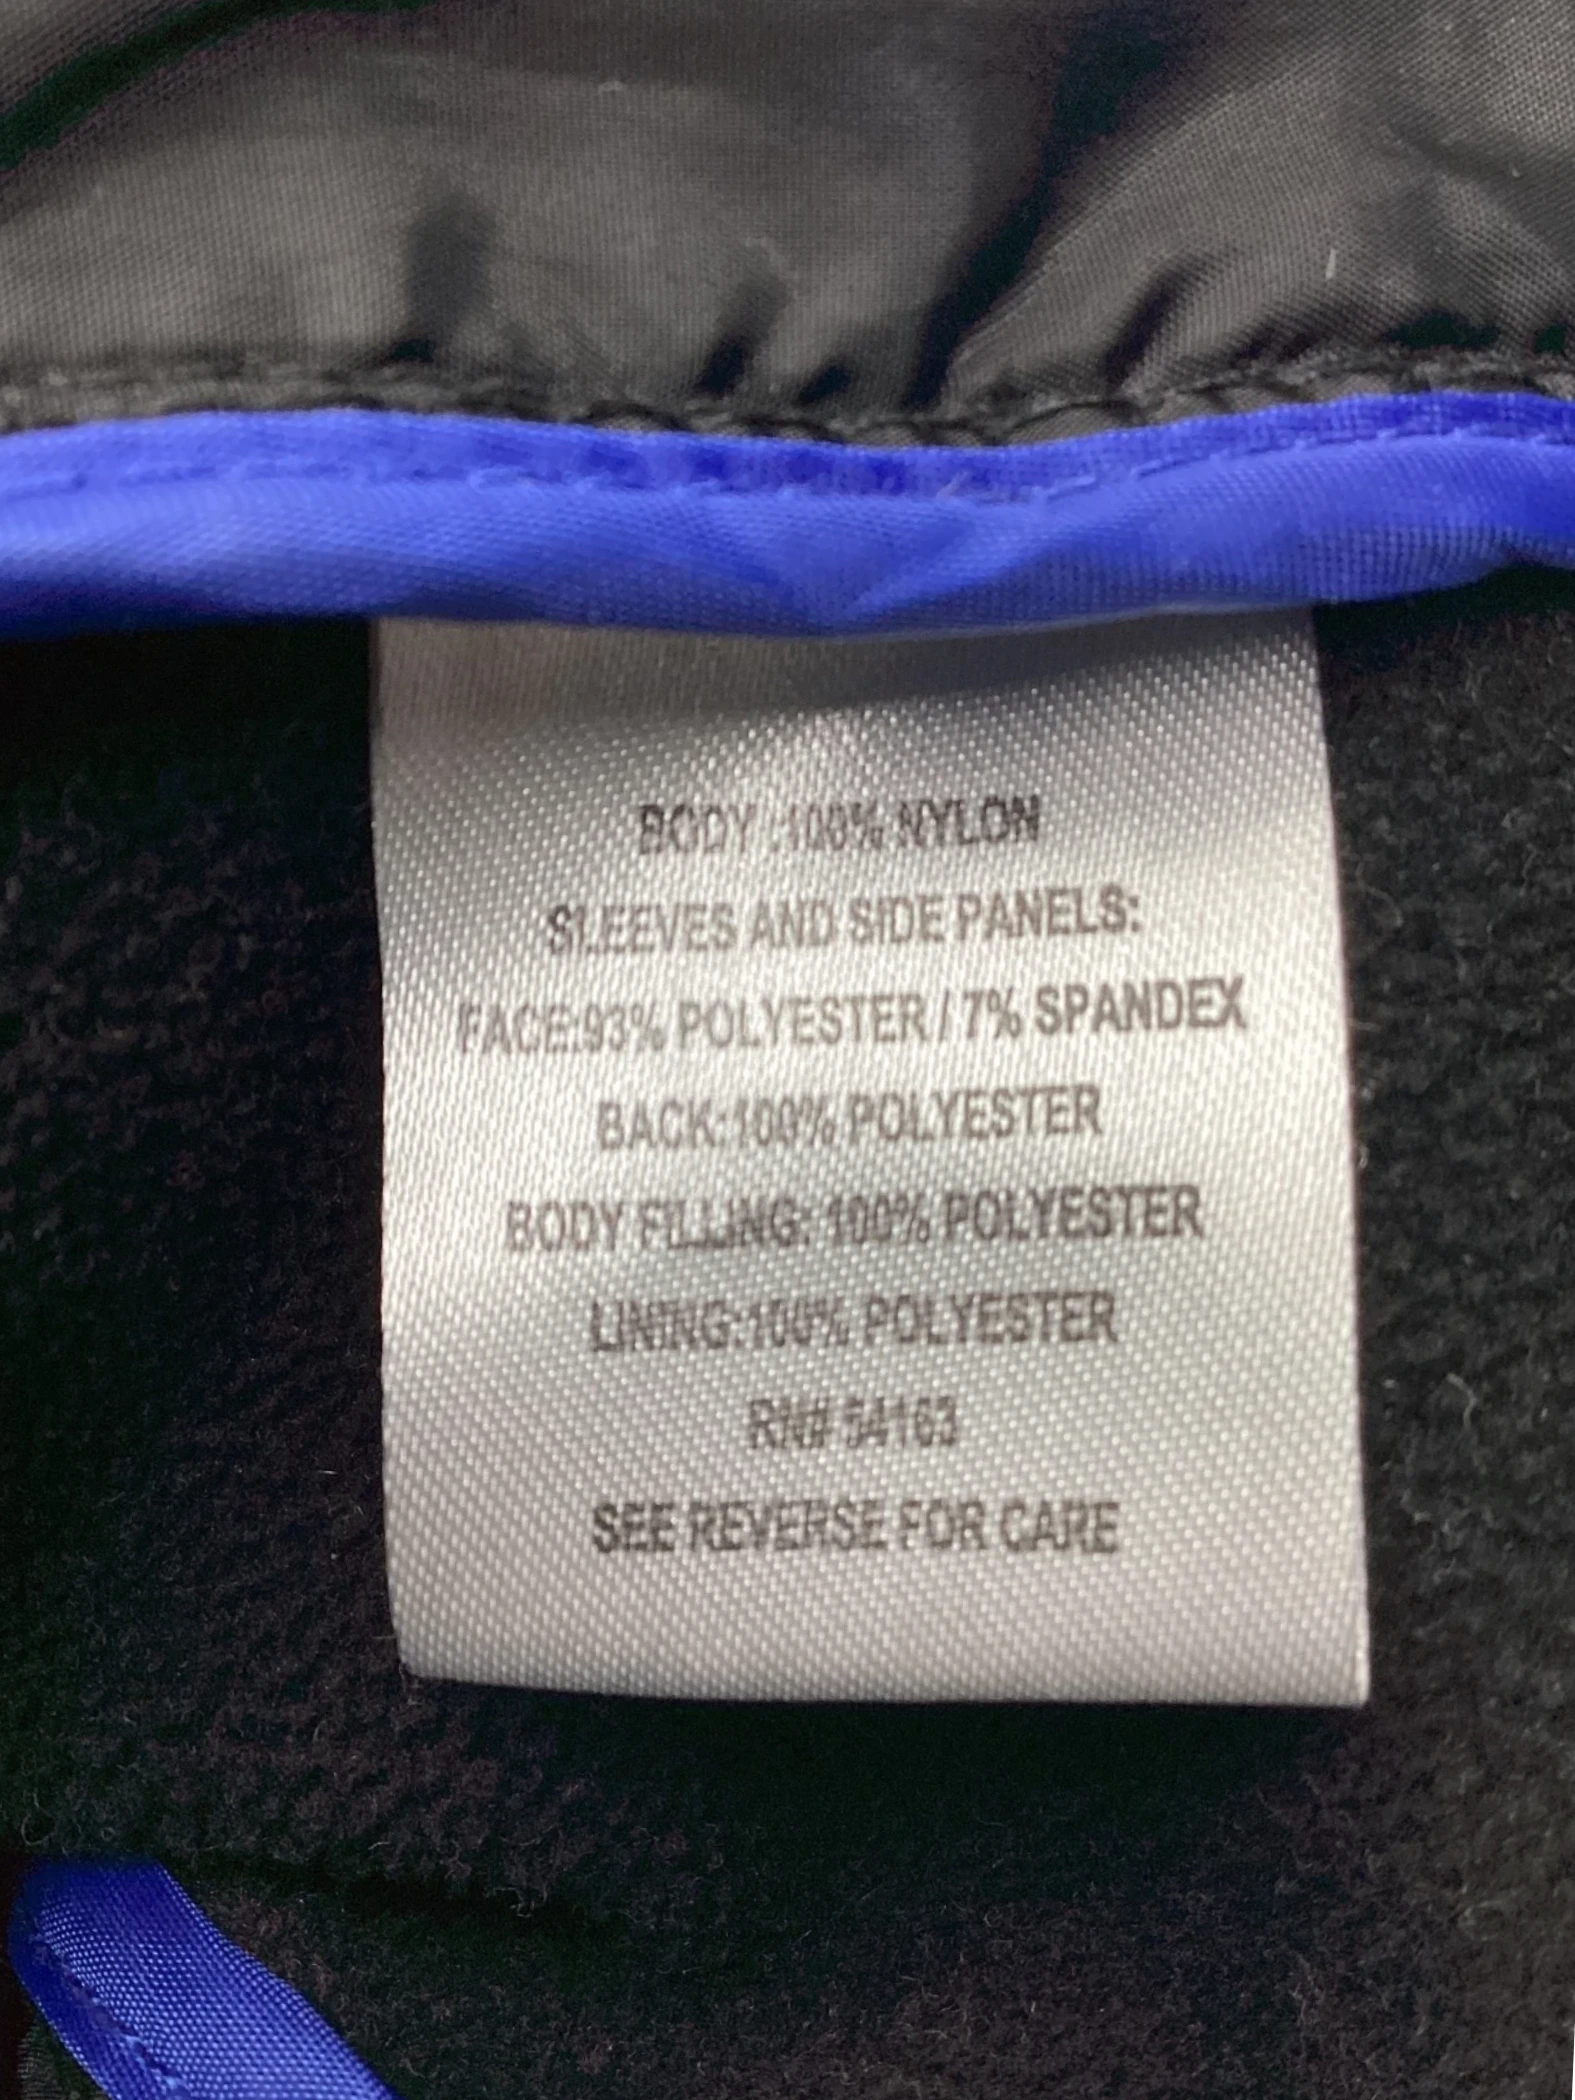 BODY :100% NYLON
SLEEVES AND SIDE PANELS:
FACE:93% POLYESTER / 7% SPANDEX
BACK:100% POLYESTER
BODY FILLING: 100% POLYESTER
LINING:100% POLYESTER
RN# 54163
SEE REVERSE FOR CARE